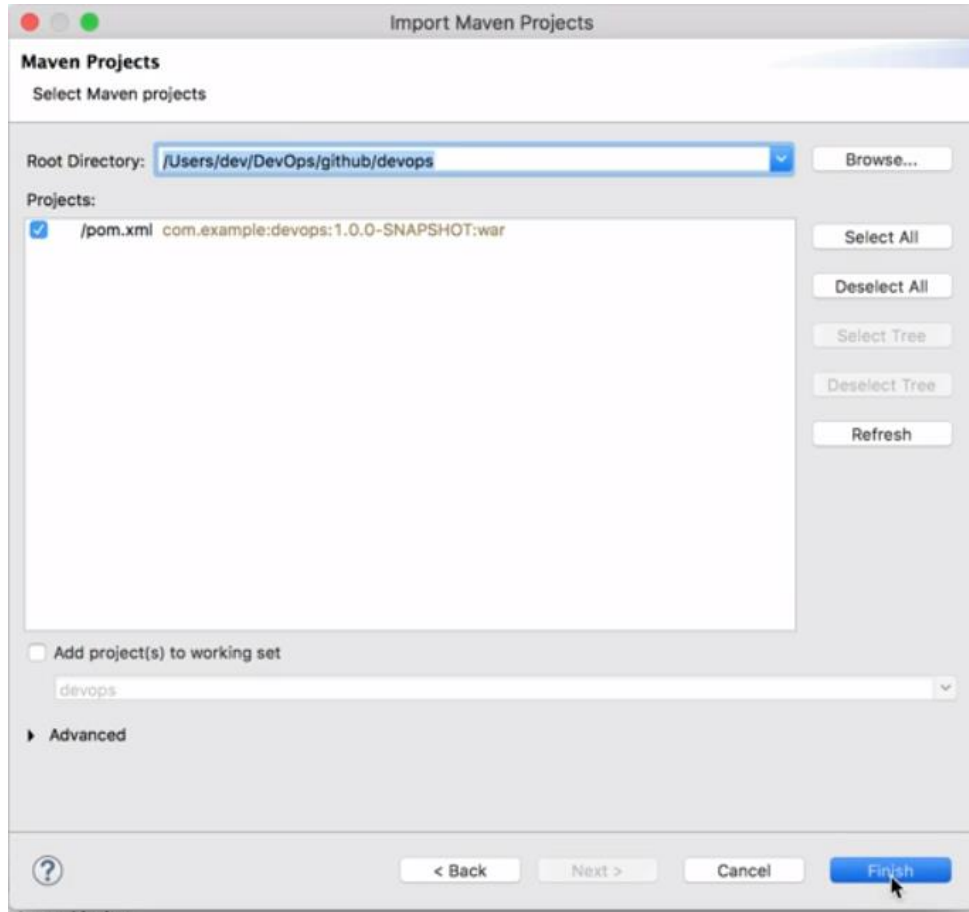 Import Maven Projects
Maven Projects
Select Maven projects
Root Directory: /Users/dev/DevOps/github/devops Browse...
Projects:
/pom.xml com.example:devops:1.0.0-SNAPSHOT:war
Select All
Deselect All
Select Tree
Deselect Tree
Refresh
Add project(s) to working set
devops
Advanced
? < Back Next > Cancel Finish